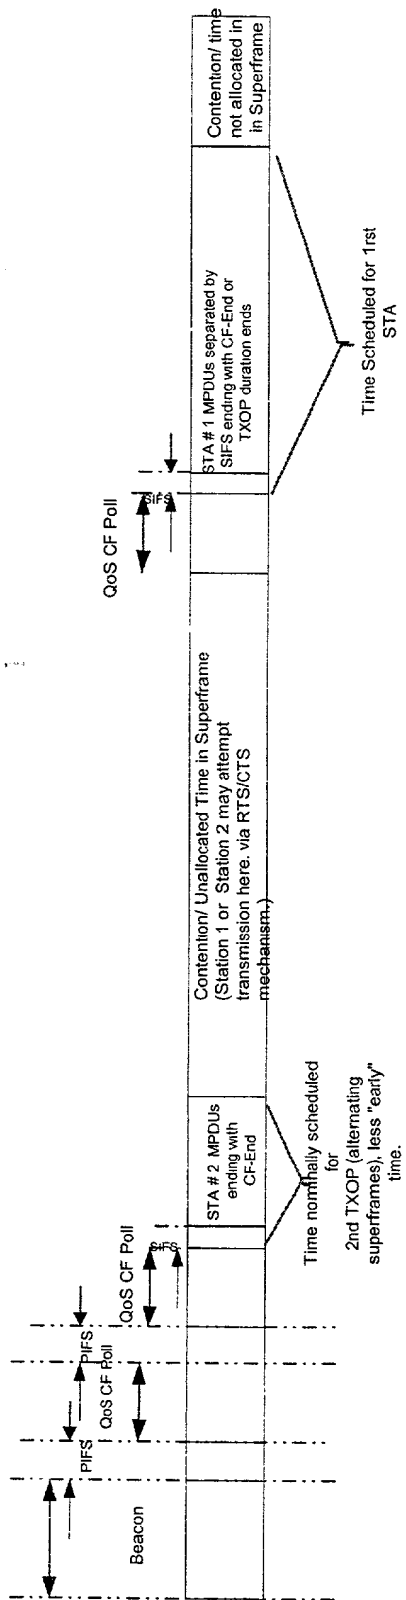 Beacon
PIFS
QoS CF Poll
PIFS
QoS CF Poll
SIFS
STA # 2 MPDUs
ending with
CF-End
Time nominally scheduled
for
2nd TXOP (alternating
superframes), less "early"
time.
Contention/ Unallocated Time in Superframe
(Station 1 or Station 2 may attempt
transmission here. via RTS/CTS
mechanism.)
QoS CF Poll
SIFS
STA # 1 MPDUs separated by
SIFS ending with CF-End or
TXOP duration ends
Time Scheduled for 1rst
STA
Contention/ time
not allocated in
in Superframe